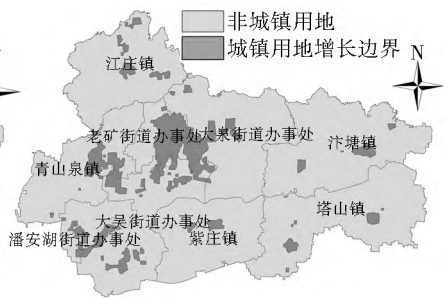 非城镇用地
城镇用地增长边界
N
江庄镇
老矿街道办事处
大泉街道办事处
汴塘镇
青山泉镇
塔山镇
大吴街道办事处
潘安湖街道办事处
紫庄镇